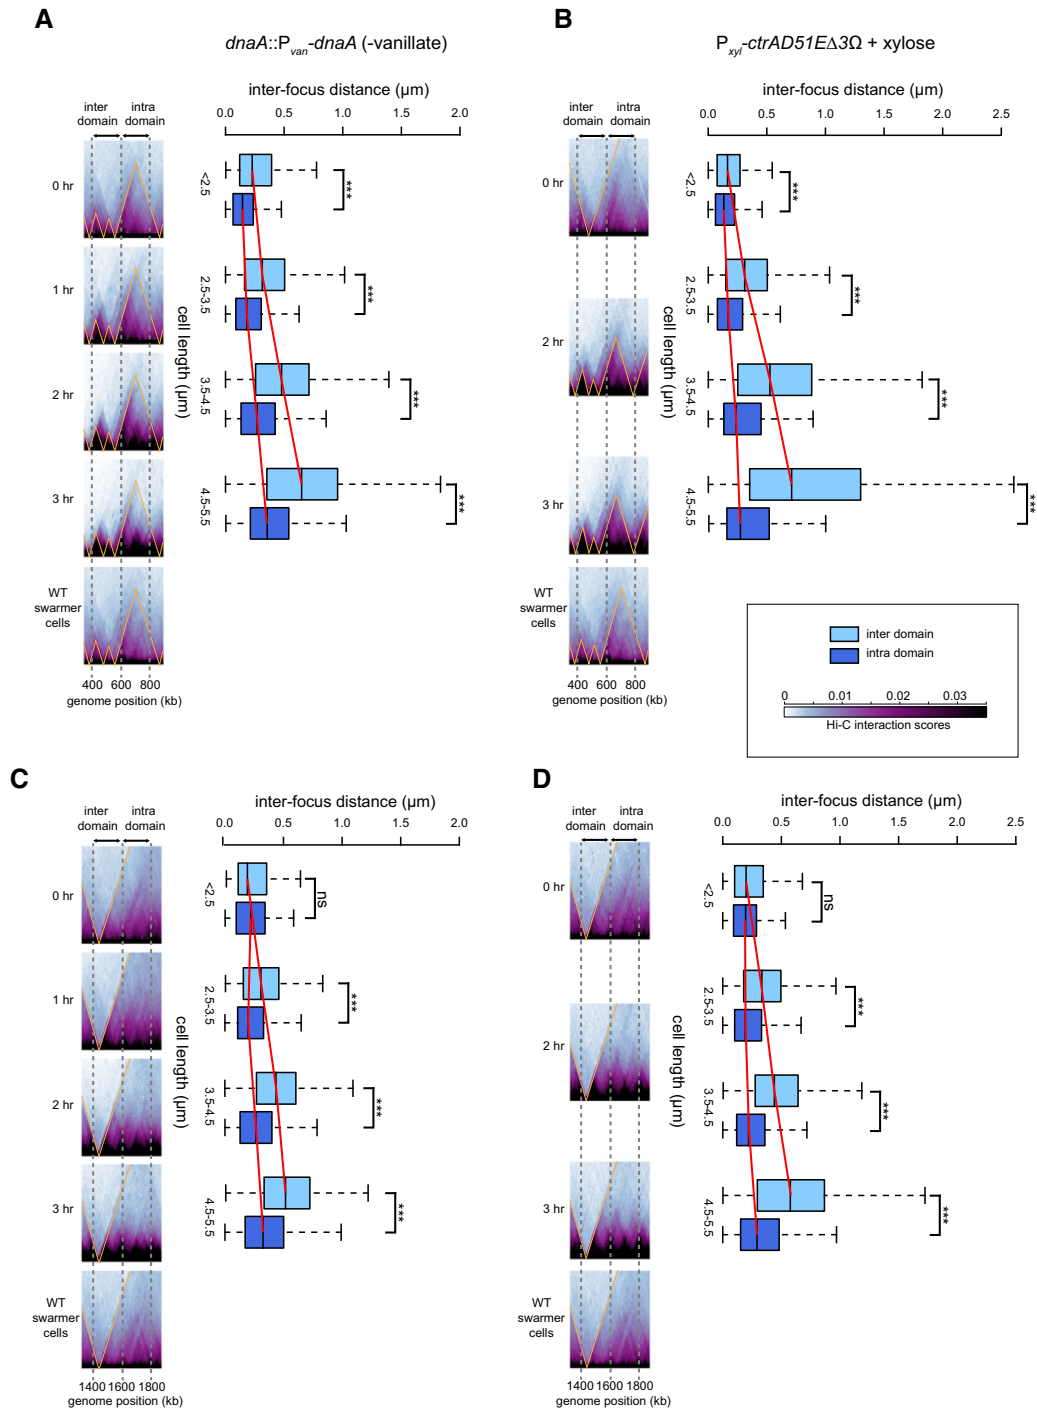 A
dnaA::Pvan-dnaA (-vanillate)
inter-focus distance (µm)
0.0 0.5 1.0 1.5 2.0
inter domain
intra domain
0 hr
1 hr
2 hr
3 hr
WT swarmer cells
400 600 800
genome position (kb)
cell length (µm)
<2.5
***
2.5-3.5
***
3.5-4.5
***
4.5-5.5
***
B
Pxyl-ctrAD51EΔ3Ω + xylose
inter-focus distance (µm)
0.0 0.5 1.0 1.5 2.0 2.5
inter domain
intra domain
0 hr
2 hr
3 hr
WT swarmer cells
400 600 800
genome position (kb)
cell length (µm)
<2.5
***
2.5-3.5
***
3.5-4.5
***
4.5-5.5
***
inter domain
intra domain
0 0.01 0.02 0.03
Hi-C interaction scores
C
inter-focus distance (µm)
0.0 0.5 1.0 1.5 2.0
inter domain
intra domain
0 hr
1 hr
2 hr
3 hr
WT swarmer cells
1400 1600 1800
genome position (kb)
cell length (µm)
<2.5
ns
2.5-3.5
***
3.5-4.5
***
4.5-5.5
***
D
inter-focus distance (µm)
0.0 0.5 1.0 1.5 2.0 2.5
inter domain
intra domain
0 hr
2 hr
3 hr
WT swarmer cells
1400 1600 1800
genome position (kb)
cell length (µm)
<2.5
ns
2.5-3.5
***
3.5-4.5
***
4.5-5.5
***